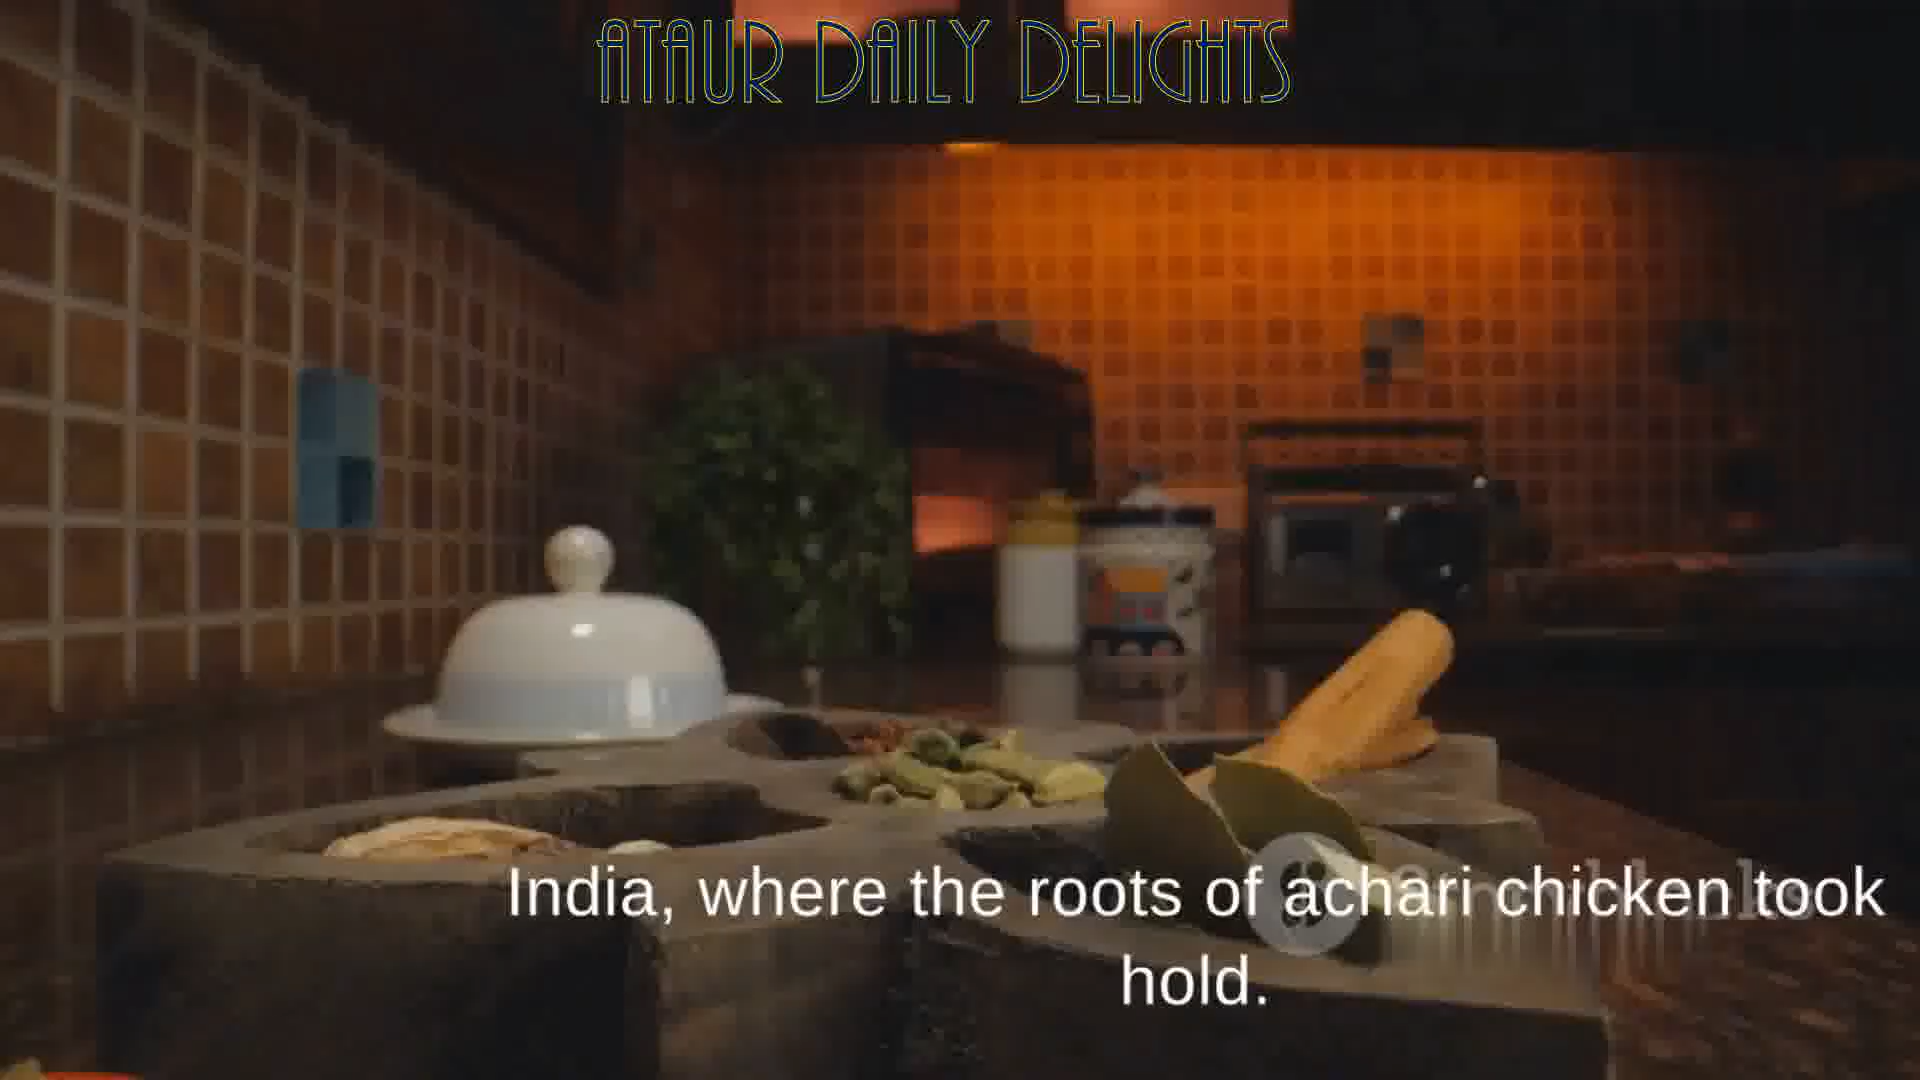 ATAUR DAILY DELIGHTS
India, where the roots of achari chicken took
hold.